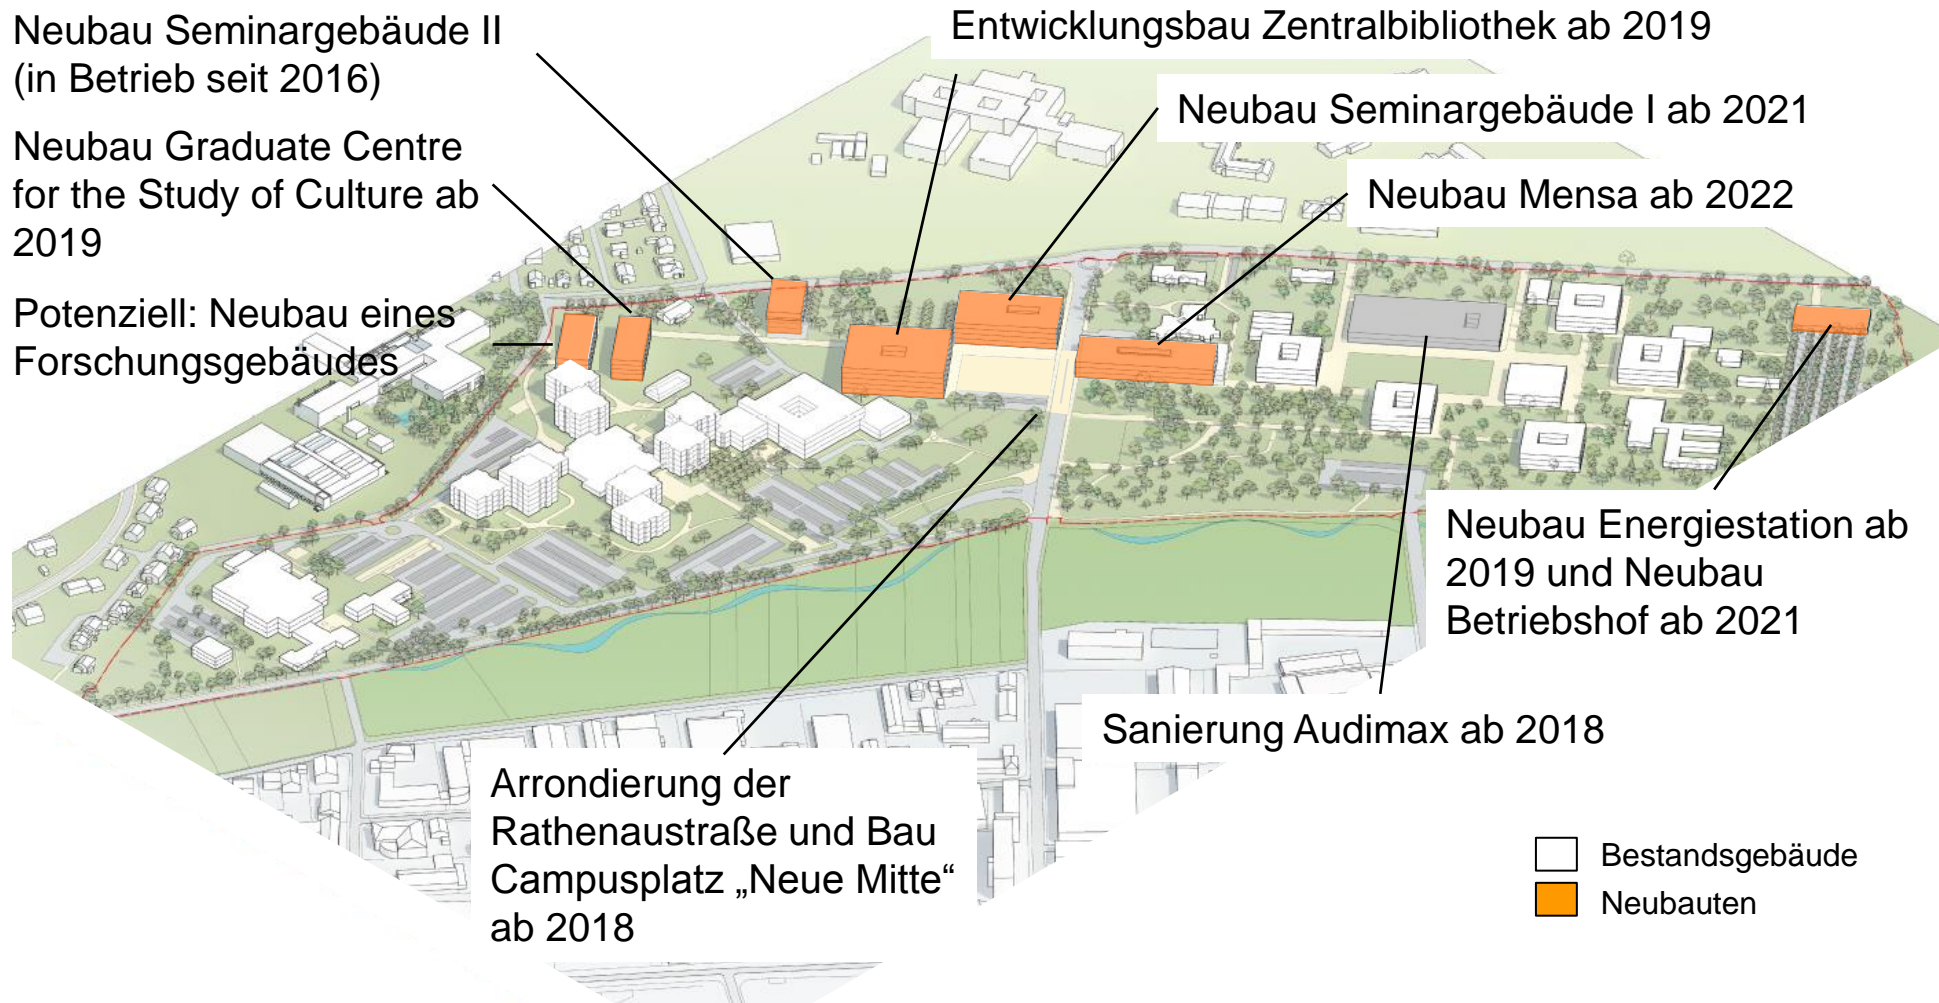 Neubau Seminargebäude II
(in Betrieb seit 2016)
Neubau Graduate Centre
for the Study of Culture ab
2019
Potenziell: Neubau eines
Forschungsgebäudes
Entwicklungsbau Zentralbibliothek ab 2019
Neubau Seminargebäude I ab 2021
Neubau Mensa ab 2022
Neubau Energiestation ab
2019 und Neubau
Betriebshof ab 2021
Sanierung Audimax ab 2018
Arrondierung der
Rathenaustraße und Bau
Campusplatz „Neue Mitte“
ab 2018
Bestandsgebäude
Neubauten